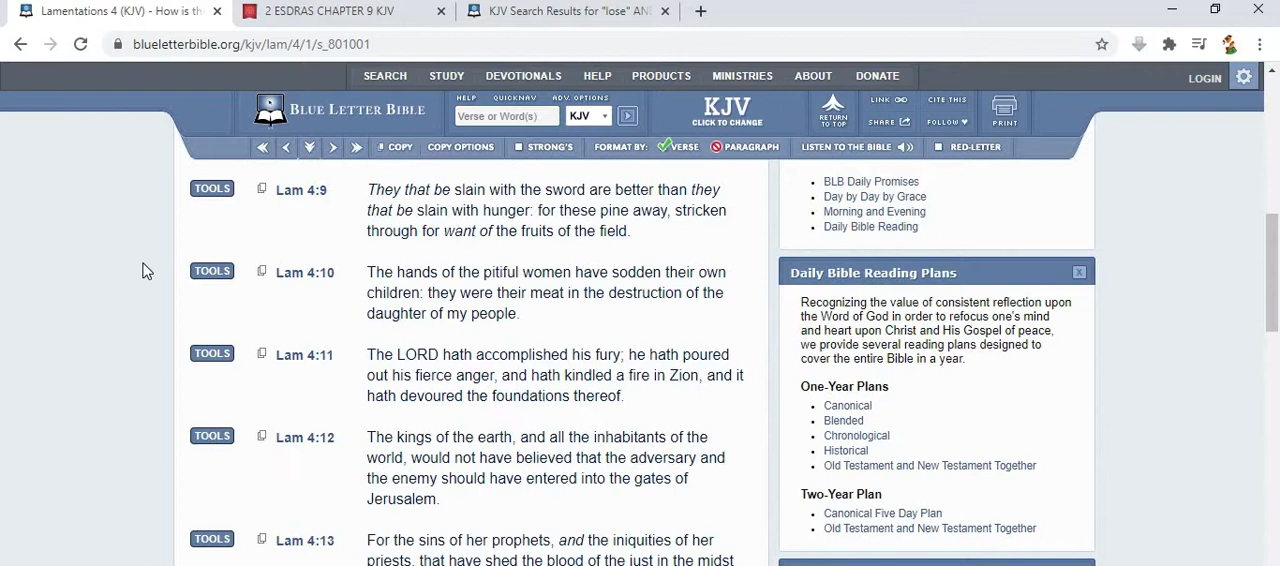 Lamentations 4 (KJV) - How is the
2 ESDRAS CHAPTER 9 KJV
KJV Search Results for "lose" AND
blueletterbible.org/kjv/lam/4/1/s_801001
SEARCH STUDY DEVOTIONALS HELP PRODUCTS MINISTRIES ABOUT DONATE
LOGIN
BLUE LETTER BIBLE
HELP QUICKNAV ADV. OPTIONS
Verse or Word(s) KJV
KJV
CLICK TO CHANGE
RETURN
TO TOP
LINK CITE THIS
SHARE FOLLOW
PRINT
COPY COPY OPTIONS STRONG'S FORMAT BY: VERSE PARAGRAPH LISTEN TO THE BIBLE RED-LETTER
TOOLS Lam 4:9 They that be slain with the sword are better than they
that be slain with hunger: for these pine away, stricken
through for want of the fruits of the field.
TOOLS Lam 4:10 The hands of the pitiful women have sodden their own
children: they were their meat in the destruction of the
daughter of my people.
TOOLS Lam 4:11 The LORD hath accomplished his fury; he hath poured
out his fierce anger, and hath kindled a fire in Zion, and it
hath devoured the foundations thereof.
TOOLS Lam 4:12 The kings of the earth, and all the inhabitants of the
world, would not have believed that the adversary and
the enemy should have entered into the gates of
Jerusalem.
TOOLS Lam 4:13 For the sins of her prophets, and the iniquities of her
priests, that have shed the blood of the just in the midst
BLB Daily Promises
Day by Day by Grace
Morning and Evening
Daily Bible Reading
Daily Bible Reading Plans X
Recognizing the value of consistent reflection upon
the Word of God in order to refocus one's mind
and heart upon Christ and His Gospel of peace,
we provide several reading plans designed to
cover the entire Bible in a year.
One-Year Plans
Canonical
Blended
Chronological
Historical
Old Testament and New Testament Together
Two-Year Plan
Canonical Five Day Plan
Old Testament and New Testament Together